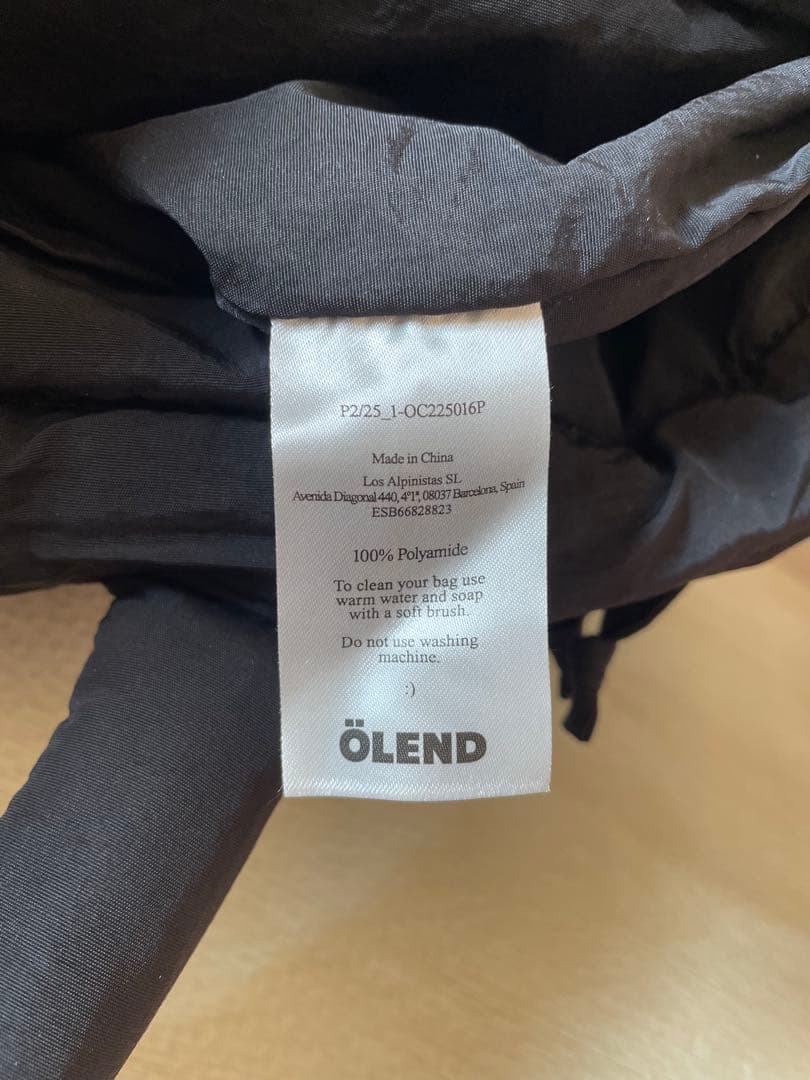 P2/25_1-OC225016P
Made in China
Los Alpinistas SL
Avenida Diagonal 440, 4º1ª, 08037 Barcelona, Spain
ESB66828823
100% Polyamide
To clean your bag use
warm water and soap
with a soft brush.
Do not use washing
machine.
:)
ÖLEND